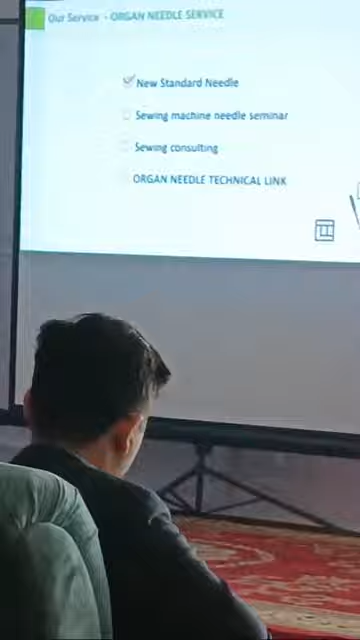 Our Service - ORGAN NEEDLE SERVICE
New Standard Needle
Sewing machine needle seminar
Sewing consulting
ORGAN NEEDLE TECHNICAL LINK